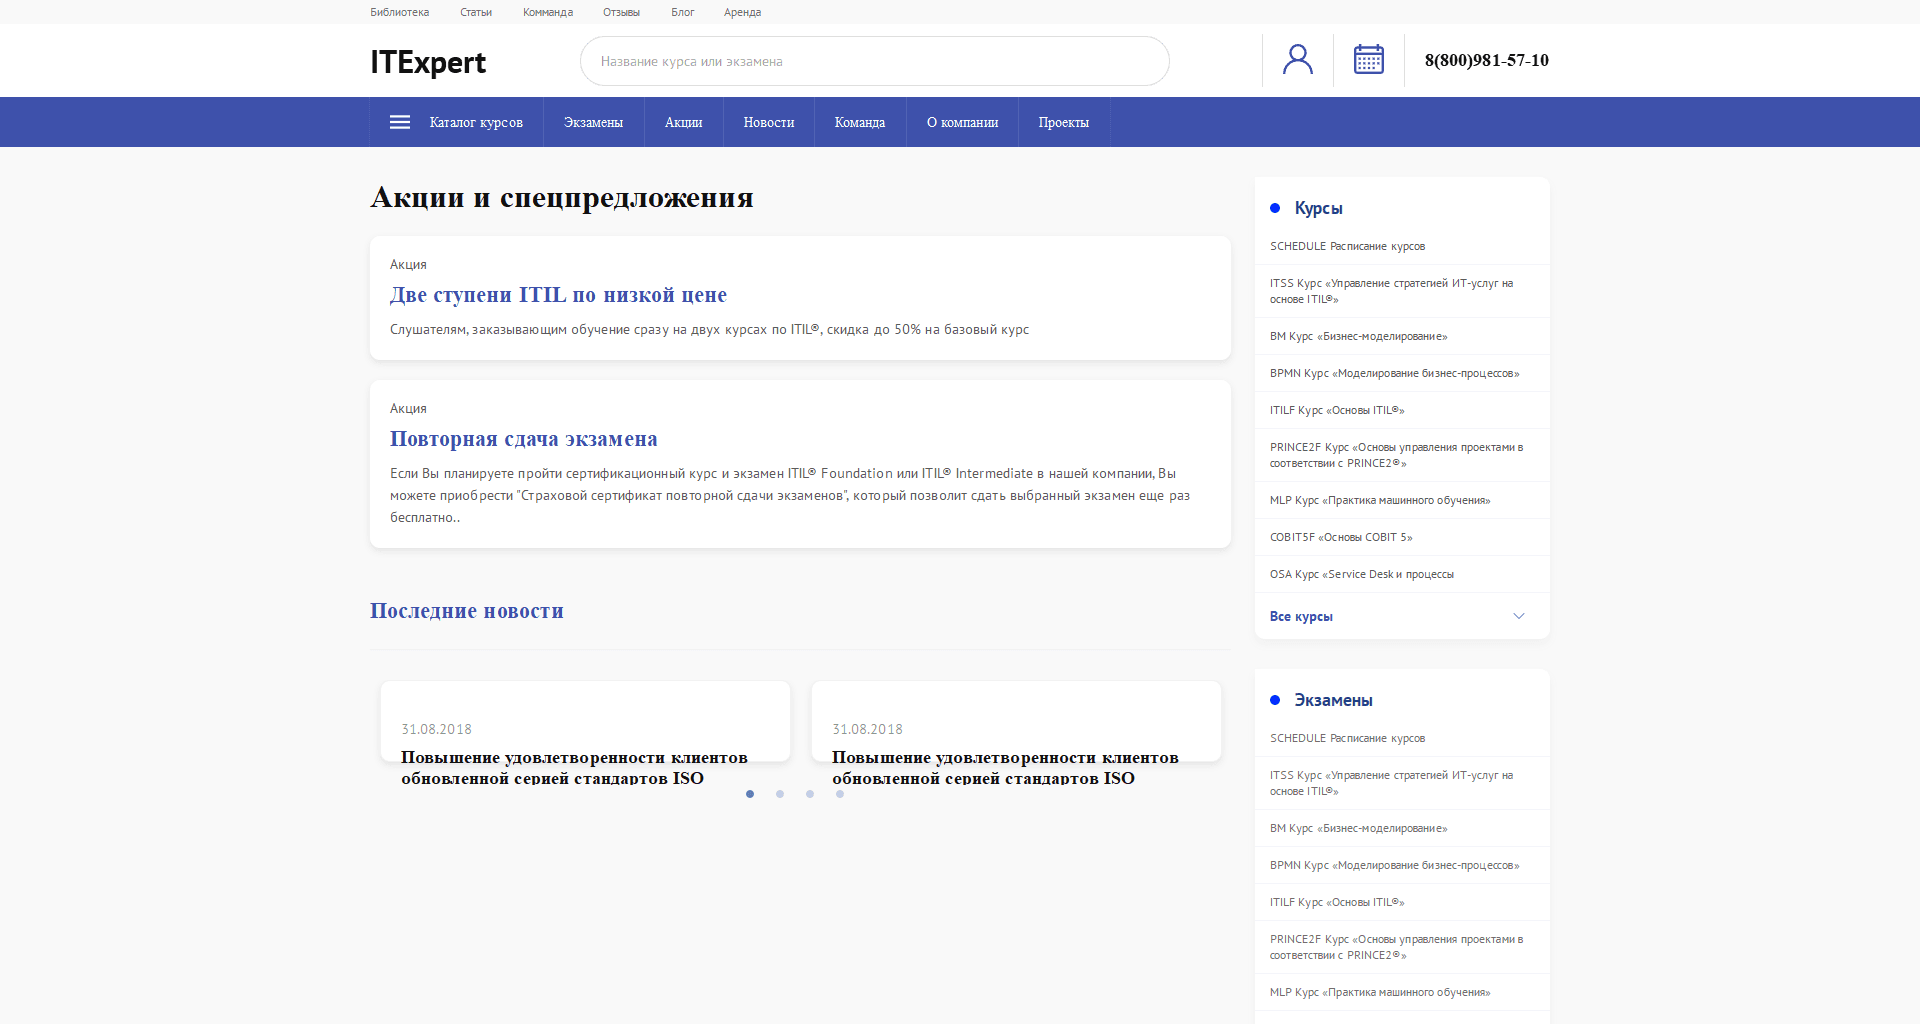 Библиотека Статьи Комманда Отзывы Блог Аренда
ITExpert
Название курса или экзамена
8(800)981-57-10
Каталог курсов Экзамены Акции Новости Команда О компании Проекты
Акции и спецпредложения
Акция
Две ступени ITIL по низкой цене
Слушателям, заказывающим обучение сразу на двух курсах по ITIL®, скидка до 50% на базовый курс
Акция
Повторная сдача экзамена
Если Вы планируете пройти сертификационный курс и экзамен ITIL® Foundation или ITIL® Intermediate в нашей компании, Вы
можете приобрести "Страховой сертификат повторной сдачи экзаменов", который позволит сдать выбранный экзамен еще раз
бесплатно..
Последние новости
31.08.2018
Повышение удовлетворенности клиентов
обновленной серией стандартов ISO
31.08.2018
Повышение удовлетворенности клиентов
обновленной серией стандартов ISO
Курсы
SCHEDULE Расписание курсов
ITSS Курс «Управление стратегией ИТ-услуг на
основе ITIL®»
BM Курс «Бизнес-моделирование»
BPMN Курс «Моделирование бизнес-процессов»
ITILF Курс «Основы ITIL®»
PRINCE2F Курс «Основы управления проектами в
соответствии с PRINCE2®»
MLP Курс «Практика машинного обучения»
COBIT5F «Основы COBIT 5»
OSA Курс «Service Desk и процессы
Все курсы
Экзамены
SCHEDULE Расписание курсов
ITSS Курс «Управление стратегией ИТ-услуг на
основе ITIL®»
BM Курс «Бизнес-моделирование»
BPMN Курс «Моделирование бизнес-процессов»
ITILF Курс «Основы ITIL®»
PRINCE2F Курс «Основы управления проектами в
соответствии с PRINCE2®»
MLP Курс «Практика машинного обучения»